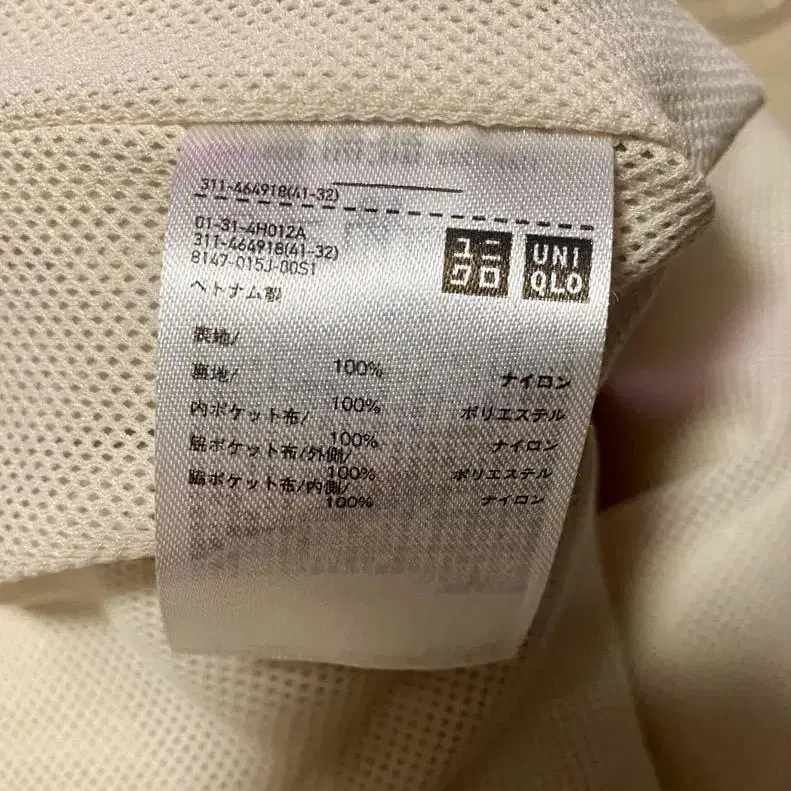 311-464918(41-32)
01-31-4H012A
311-464918(41-32)
8147-015J-00S1
ユニクロ
UNIQLO
ベトナム製
表地/
100% ナイロン
裏地/
100% ポリエステル
内ポケット布/
100% ナイロン
脇ポケット布/外側/
100% ポリエステル
脇ポケット布/内側/
100% ナイロン